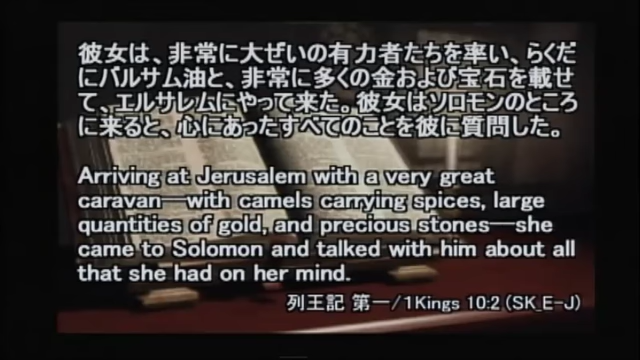 彼女は、非常に大ぜいの有力者たちを率い、らくだ
にバルサム油と、非常に多くの金および宝石を載せ
て、エルサレムにやって来た。彼女はソロモンのところ
に来ると、心にあったすべてのことを彼に質問した。
Arriving at Jerusalem with a very great
caravan—with camels carrying spices, large
quantities of gold, and precious stones—she
came to Solomon and talked with him about all
that she had on her mind.
列王記 第一/1Kings 10:2 (SK_E-J)